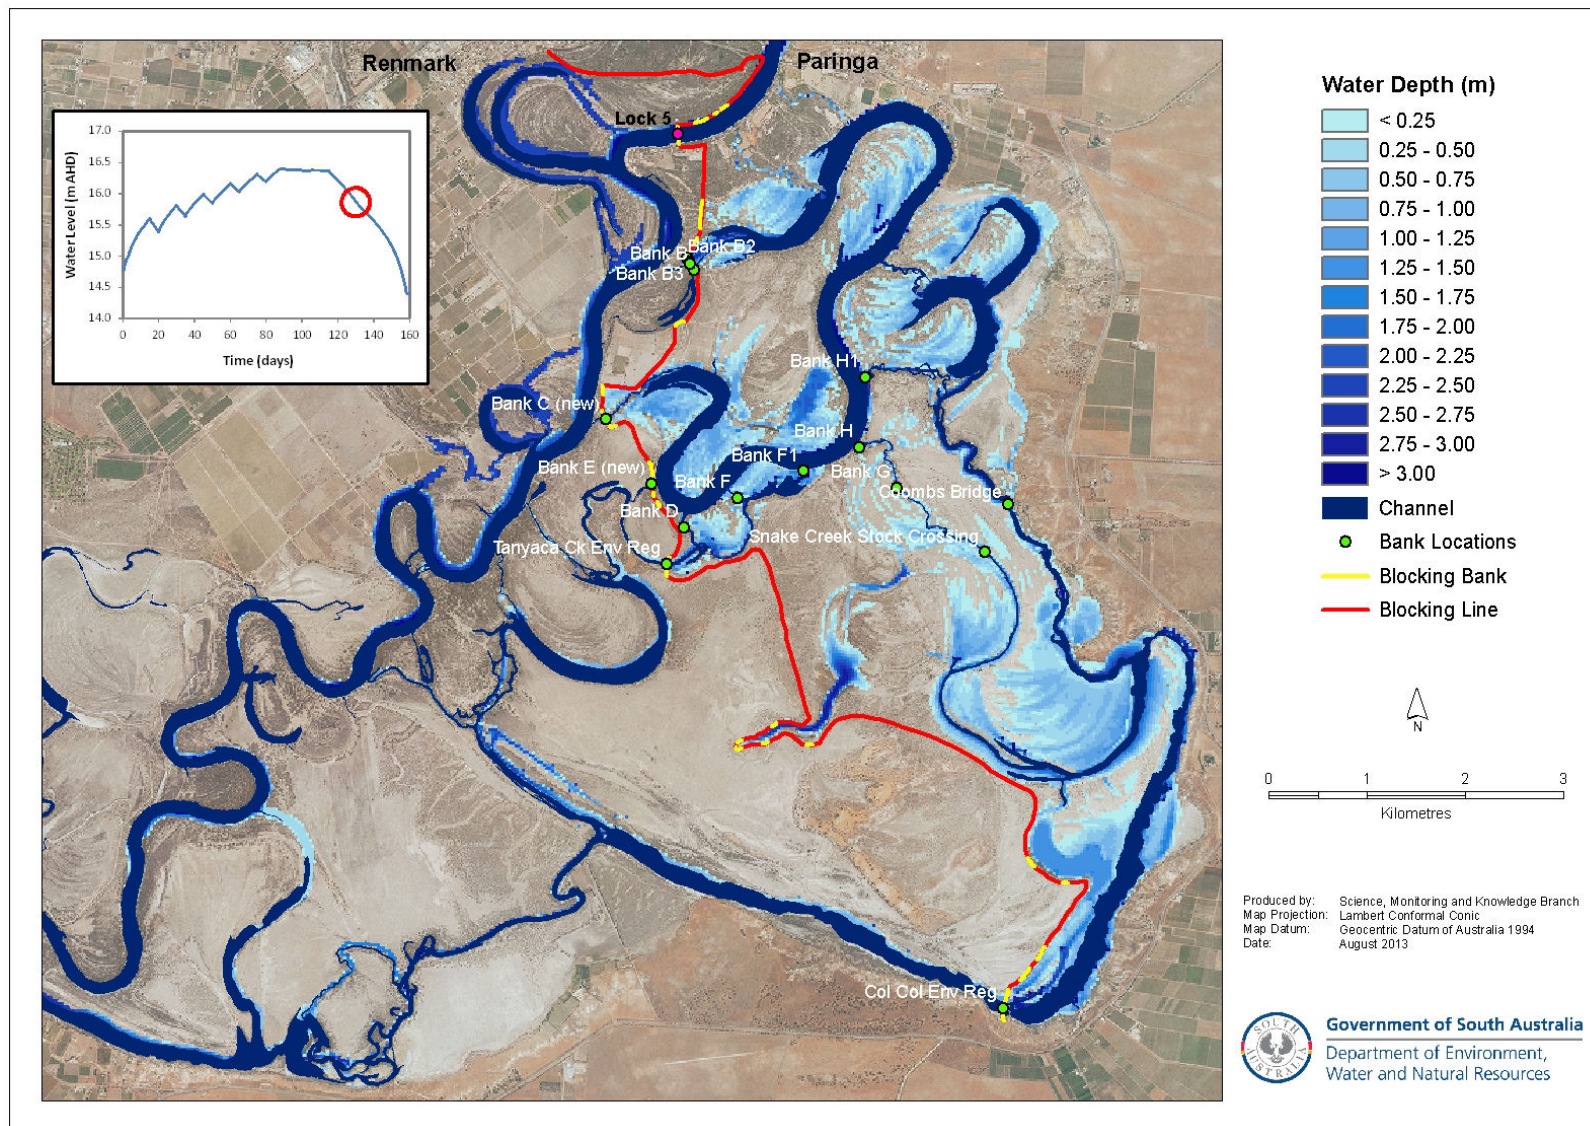 Renmark
Paringa
Lock 5
17.0
16.5
16.0
15.5
15.0
14.5
14.0
Water Level (m AHD)
0
20
40
60
80
100
120
140
160
Time (days)
Bank B
Bank B2
Bank B3
Bank H1
Bank C (new)
Bank H
Bank E (new)
Bank F1
Bank G
Bank F
Coombs Bridge
Bank D
Snake Creek Stock Crossing
Tanyaca Ck Env Reg
Col Col Env Reg
Water Depth (m)
< 0.25
0.25 - 0.50
0.50 - 0.75
0.75 - 1.00
1.00 - 1.25
1.25 - 1.50
1.50 - 1.75
1.75 - 2.00
2.00 - 2.25
2.25 - 2.50
2.50 - 2.75
2.75 - 3.00
> 3.00
Channel
Bank Locations
Blocking Bank
Blocking Line
N
0 1 2 3
Kilometres
Produced by: Science, Monitoring and Knowledge Branch
Map Projection: Lambert Conformal Conic
Map Datum: Geocentric Datum of Australia 1994
Date: August 2013
SOUTH AUSTRALIA
Government of South Australia
Department of Environment,
Water and Natural Resources